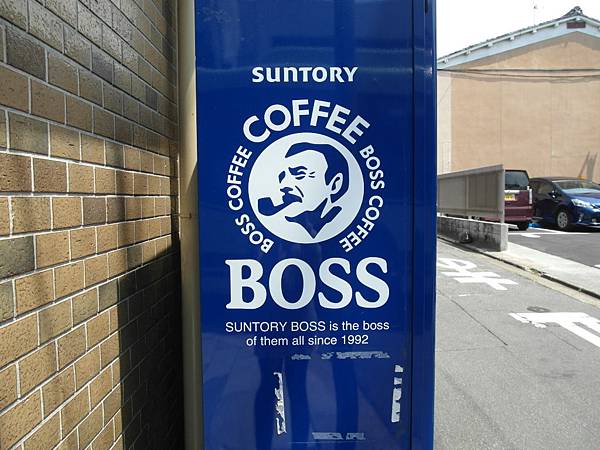 SUNTORY
COFFEE
BOSS COFFEE
BOSS COFFEE
BOSS
SUNTORY BOSS is the boss
of them all since 1992